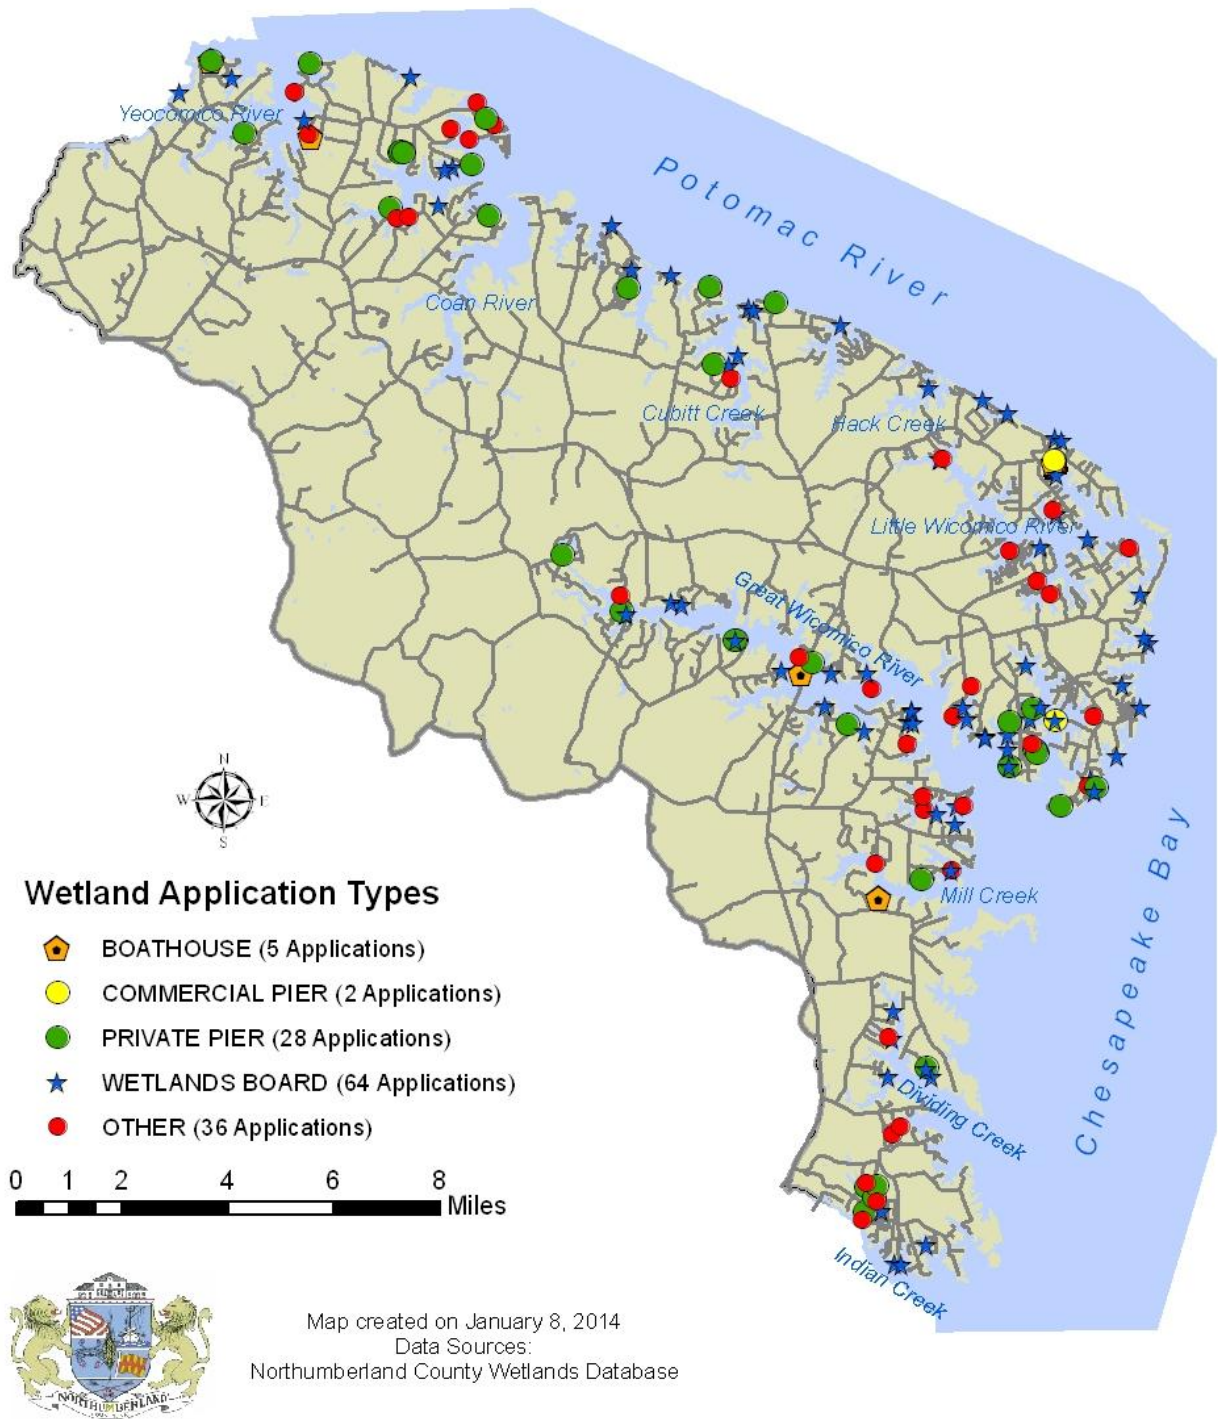 Yeocomico River
Potomac River
Coan River
Cubitt Creek
Hack Creek
Little Wicomico River
Great Wicomico River
N
W E
S
Mill Creek
Chesapeake Bay
Dividing Creek
Indian Creek
Wetland Application Types
BOATHOUSE (5 Applications)
COMMERCIAL PIER (2 Applications)
PRIVATE PIER (28 Applications)
WETLANDS BOARD (64 Applications)
OTHER (36 Applications)
0 1 2 4 6 8
Miles
NORTHUMBERLAND
Map created on January 8, 2014
Data Sources:
Northumberland County Wetlands Database